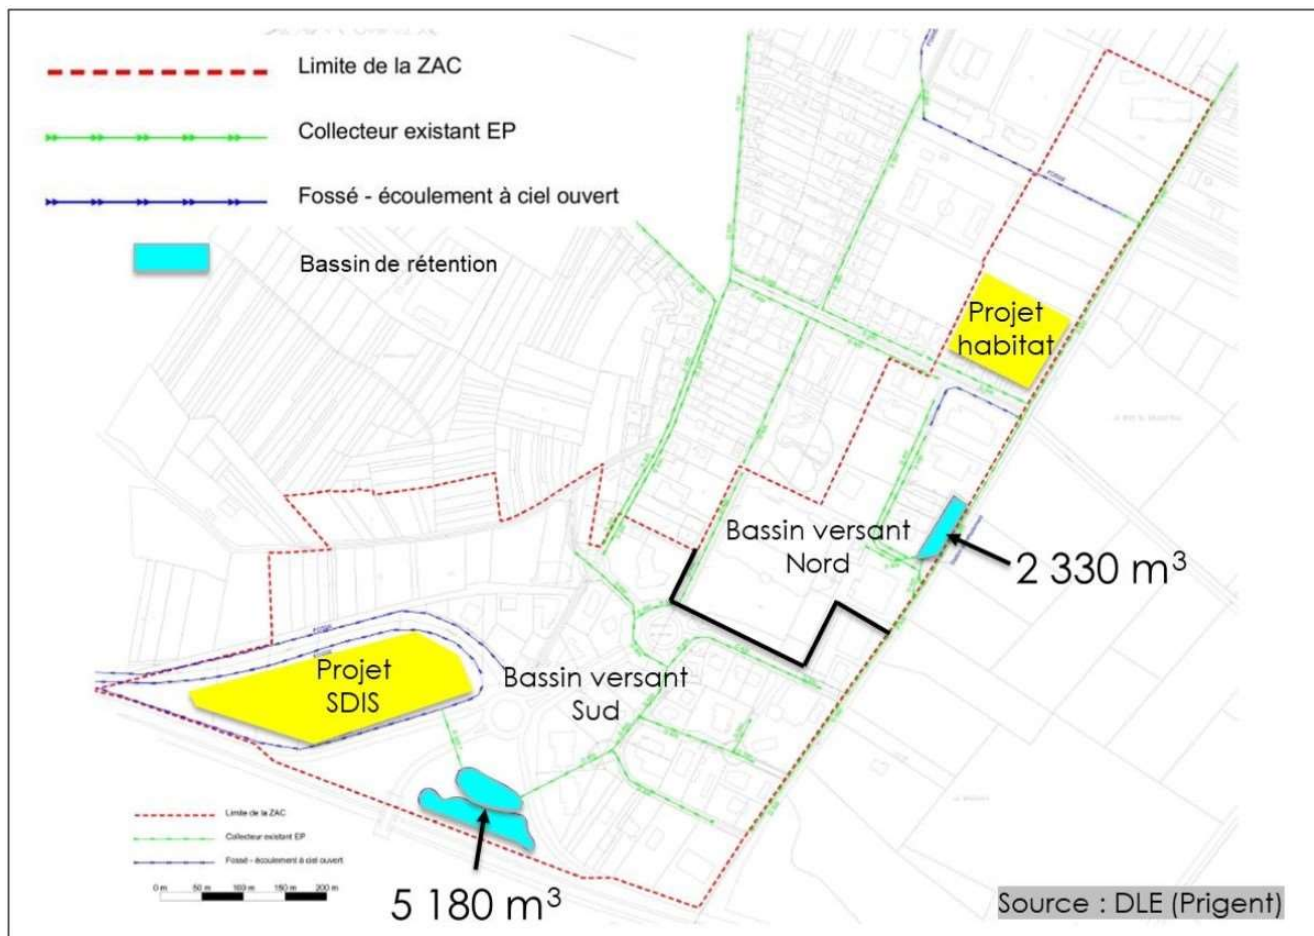 Limite de la ZAC
Collecteur existant EP
Fossé - écoulement à ciel ouvert
Bassin de rétention
Projet
habitat
Bassin versant
Nord
2 330 m³
Projet
SDIS
Bassin versant
Sud
5 180 m³
Limite de la ZAC
Collecteur existant EP
Fossé - écoulement à ciel ouvert
0 m 50 m 100 m 150 m 200 m
Source : DLE (Prigent)